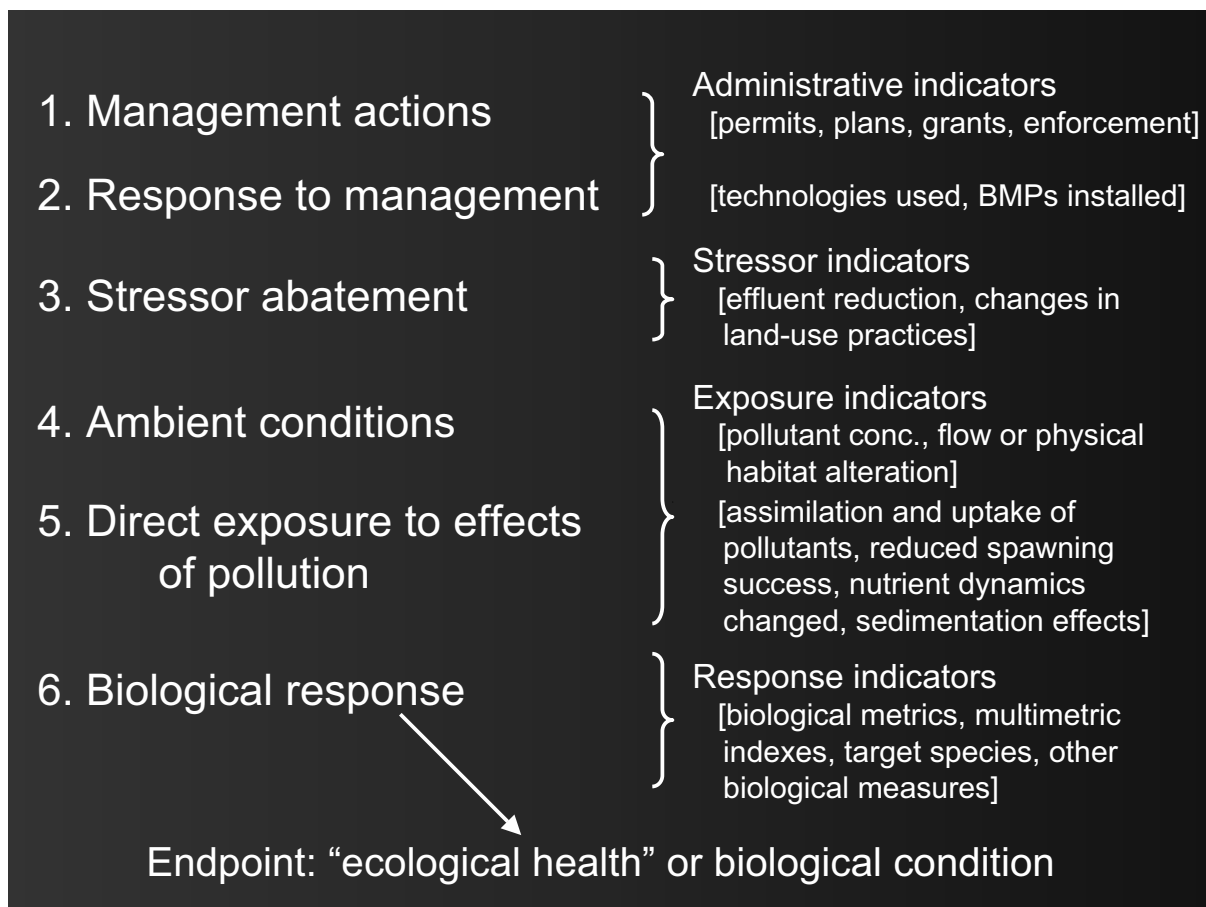 1. Management actions
2. Response to management
Administrative indicators
[permits, plans, grants, enforcement]
[technologies used, BMPs installed]
3. Stressor abatement
Stressor indicators
[effluent reduction, changes in
land-use practices]
4. Ambient conditions
5. Direct exposure to effects
of pollution
Exposure indicators
[pollutant conc., flow or physical
habitat alteration]
[assimilation and uptake of
pollutants, reduced spawning
success, nutrient dynamics
changed, sedimentation effects]
6. Biological response
Response indicators
[biological metrics, multimetric
indexes, target species, other
biological measures]
Endpoint: “ecological health” or biological condition